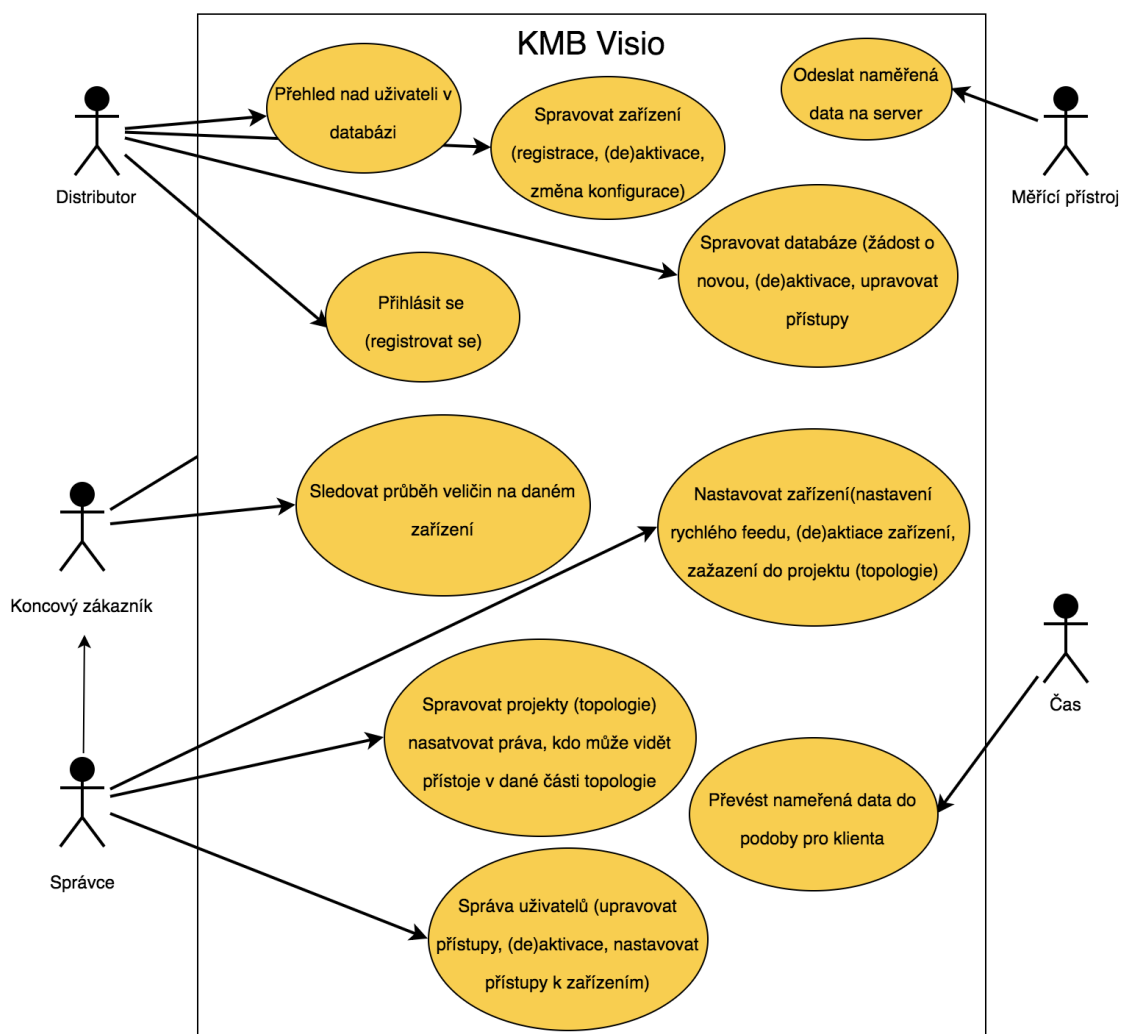 KMB Visio
Přehled nad uživateli v
databázi
Spravovat zařízení
(registrace, (de)aktivace,
změna konfigurace)
Odeslat naměřená
data na server
Distributor
Měřící přístroj
Spravovat databáze (žádost o
novou, (de)aktivace, upravovat
přístupy
Přihlásit se
(registrovat se)
Sledovat průběh veličin na daném
zařízení
Nastavovat zařízení(nastavení
rychlého feedu, (de)aktiace zařízení,
zažazení do projektu (topologie)
Koncový zákazník
Čas
Spravovat projekty (topologie)
nasatvovat práva, kdo může vidět
přístoje v dané části topologie
Převést nameřená data do
podoby pro klienta
Správce
Správa uživatelů (upravovat
přístupy, (de)aktivace, nastavovat
přístupy k zařízením)